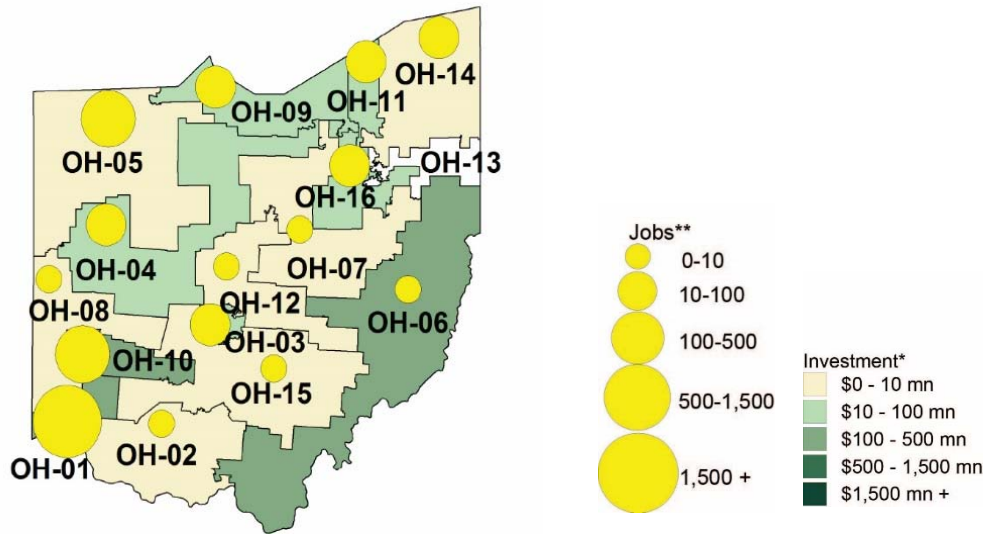 OH-14
OH-11
OH-09
OH-05
OH-13
OH-16
OH-04
OH-07
OH-08
OH-12
OH-06
OH-03
OH-10
OH-15
OH-02
OH-01
Jobs**
0-10
10-100
100-500
500-1,500
1,500 +
Investment*
$0 - 10 mn
$10 - 100 mn
$100 - 500 mn
$500 - 1,500 mn
$1,500 mn +